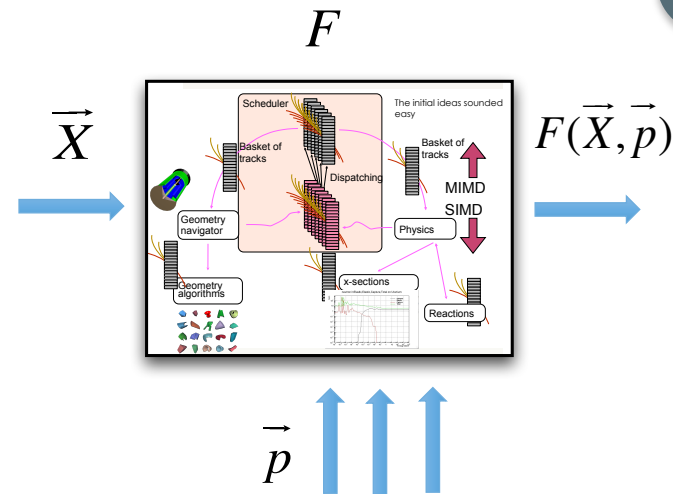 F
X
F(X,p)
Scheduler
The initial ideas sounded
easy
Basket of
tracks
Basket of
tracks
Dispatching
MIMD
SIMD
Geometry
navigator
Physics
Geometry
algorithms
x-sections
Reactions
p